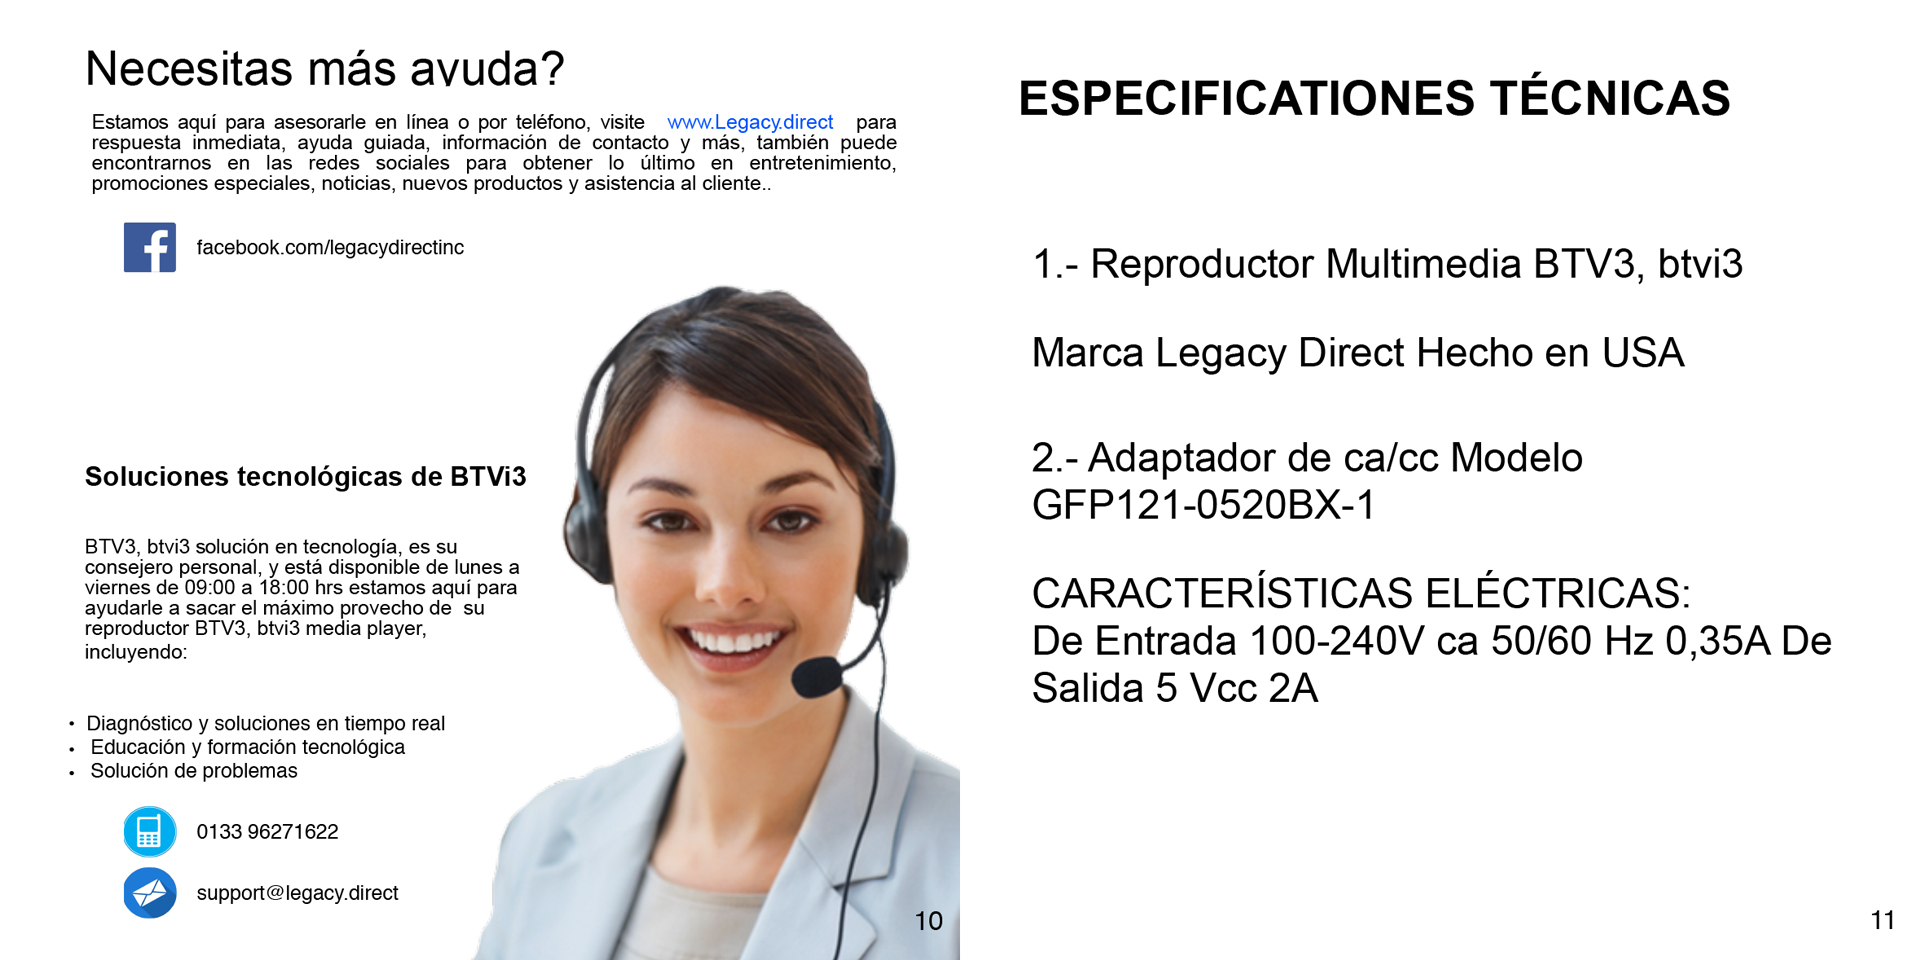 Necesitas más ayuda?
Estamos aquí para asesorarle en línea o por teléfono, visite www.Legacy.direct para
respuesta inmediata, ayuda guiada, información de contacto y más, también puede
encontrarnos en las redes sociales para obtener lo último en entretenimiento,
promociones especiales, noticias, nuevos productos y asistencia al cliente..
facebook.com/legacydirectinc
Soluciones tecnológicas de BTVi3
BTV3, btvi3 solución en tecnología, es su
consejero personal, y está disponible de lunes a
viernes de 09:00 a 18:00 hrs estamos aquí para
ayudarle a sacar el máximo provecho de su
reproductor BTV3, btvi3 media player,
incluyendo:
• Diagnóstico y soluciones en tiempo real
• Educación y formación tecnológica
• Solución de problemas
0133 96271622
support@legacy.direct
10
ESPECIFICATIONES TÉCNICAS
1.- Reproductor Multimedia BTV3, btvi3
Marca Legacy Direct Hecho en USA
2.- Adaptador de ca/cc Modelo
GFP121-0520BX-1
CARACTERÍSTICAS ELÉCTRICAS:
De Entrada 100-240V ca 50/60 Hz 0,35A De
Salida 5 Vcc 2A
11